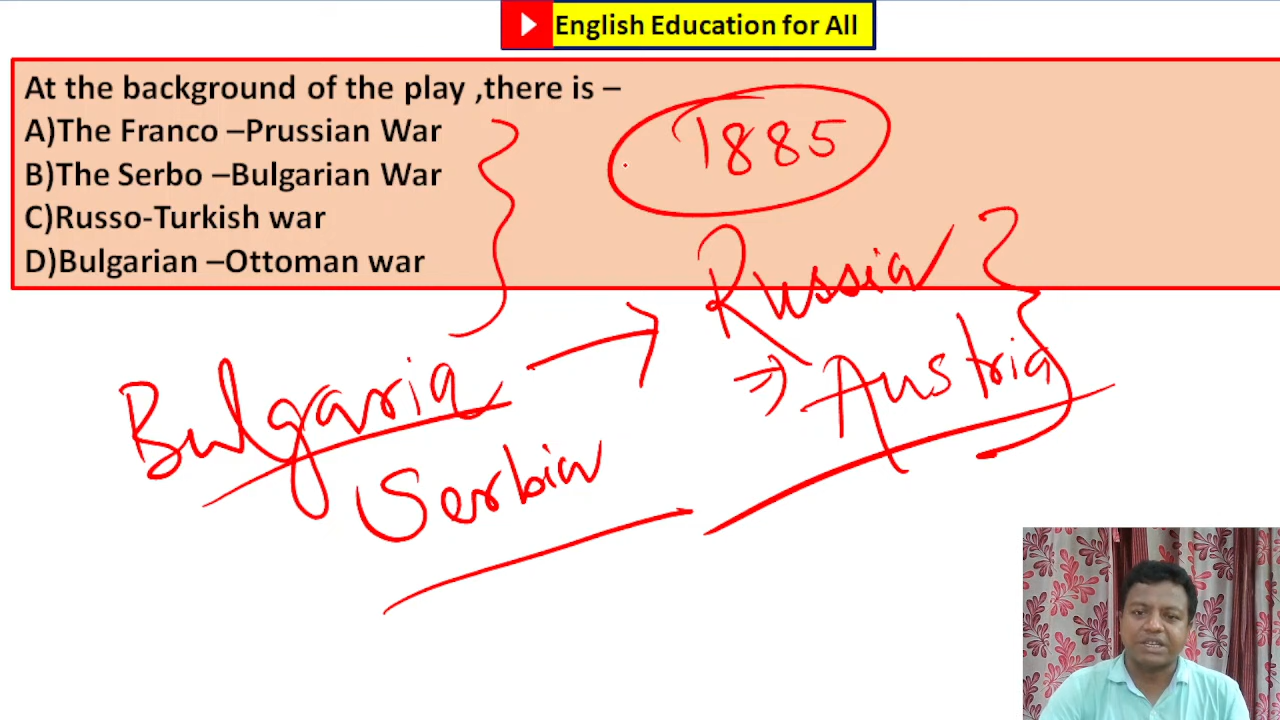 English Education for All
At the background of the play ,there is –
A)The Franco –Prussian War
B)The Serbo –Bulgarian War
C)Russo-Turkish war
D)Bulgarian –Ottoman war
1885
Russia
Bulgaria → ⇒ Austria
Serbia